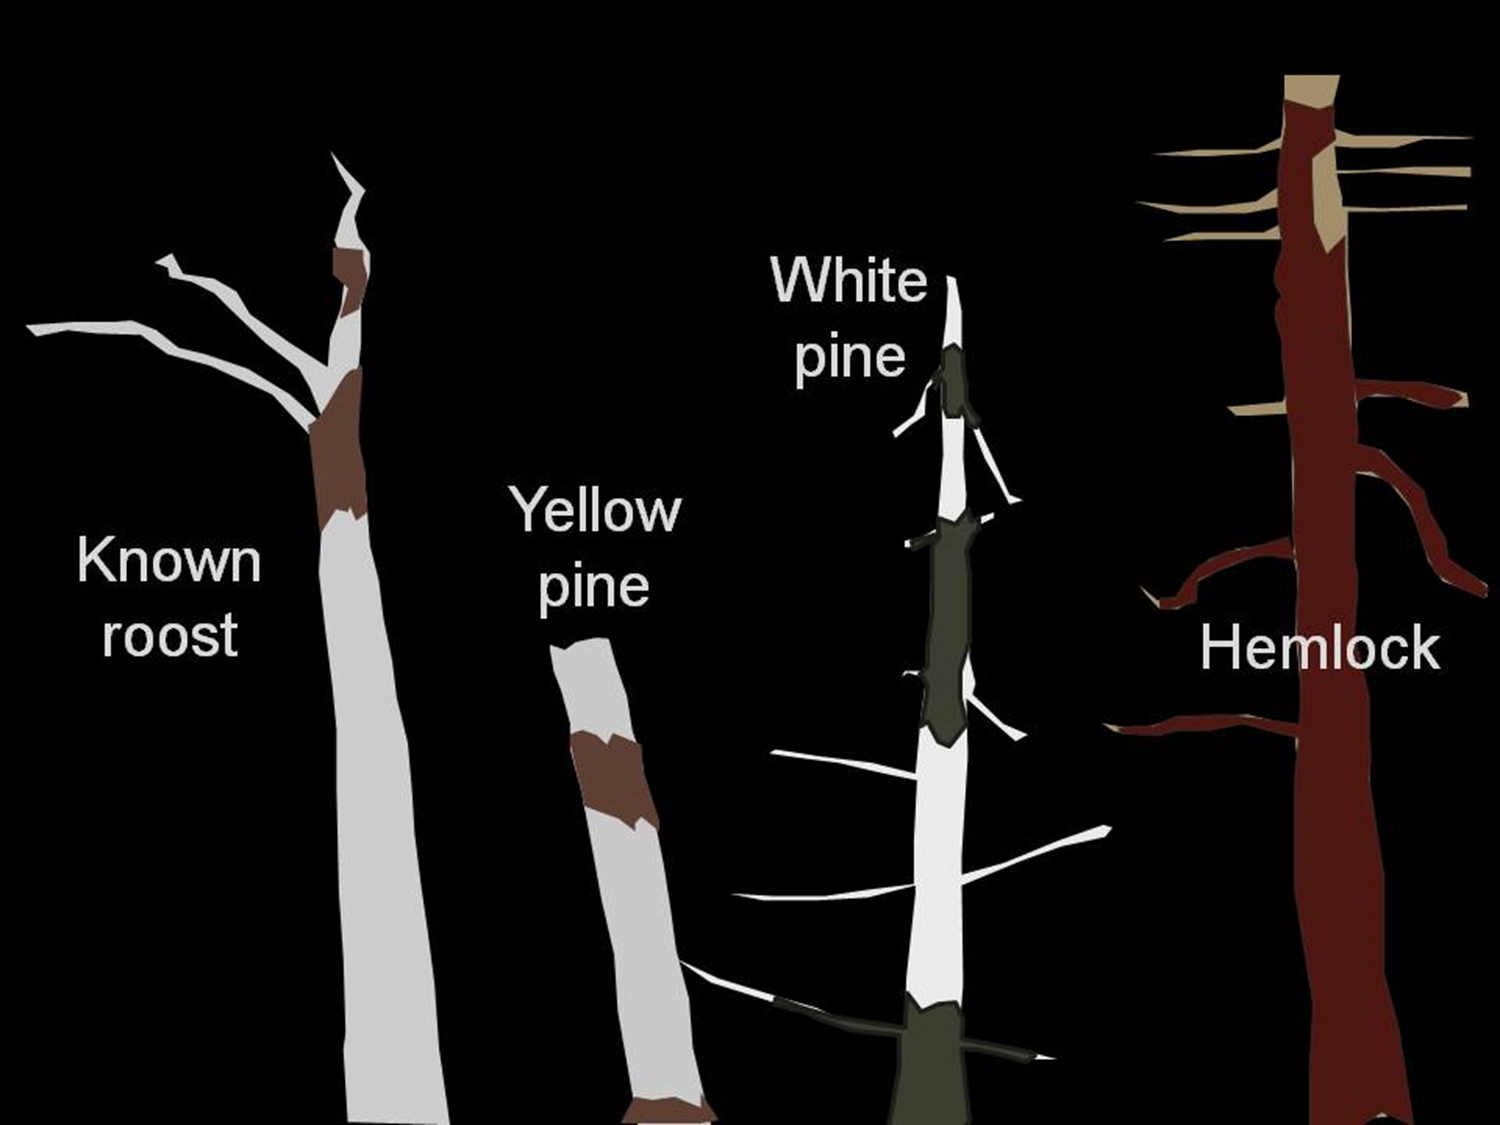 Known
roost
Yellow
pine
White
pine
Hemlock